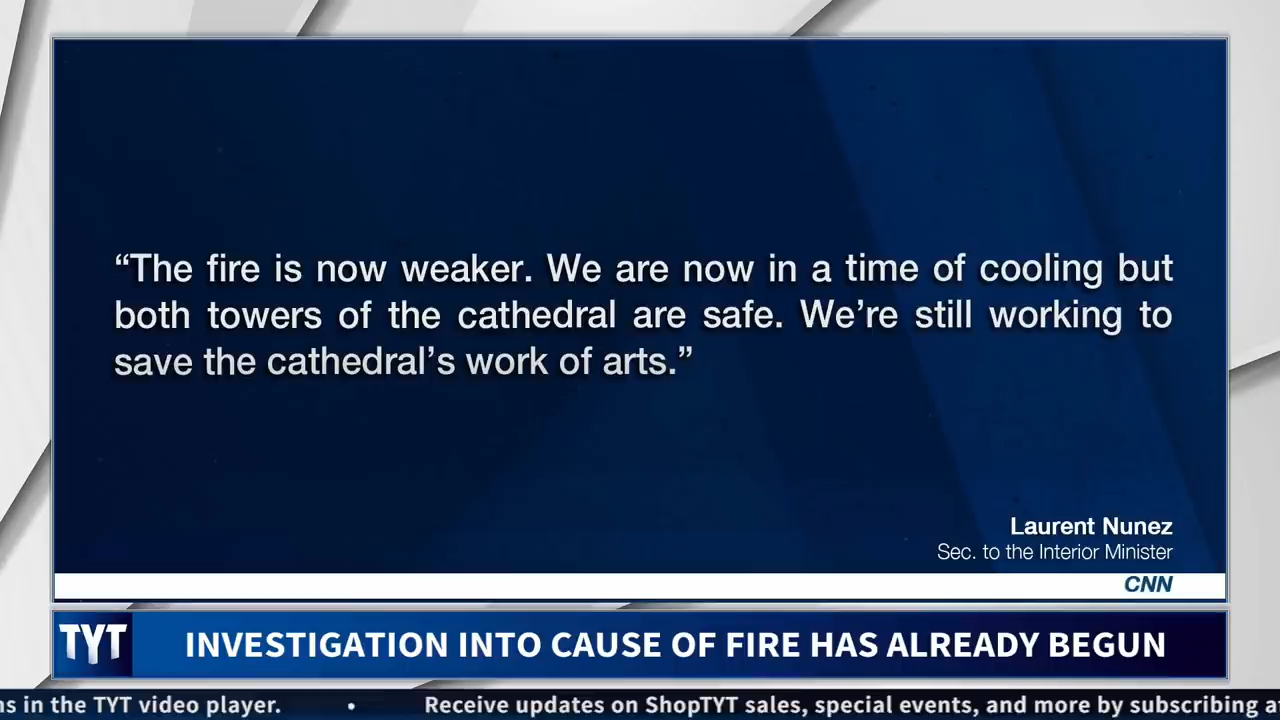 “The fire is now weaker. We are now in a time of cooling but
both towers of the cathedral are safe. We’re still working to
save the cathedral’s work of arts.”
Laurent Nunez
Sec. to the Interior Minister
CNN
TYT
INVESTIGATION INTO CAUSE OF FIRE HAS ALREADY BEGUN
in the TYT video player. • Receive updates on ShopTYT sales, special events, and more by subscribing